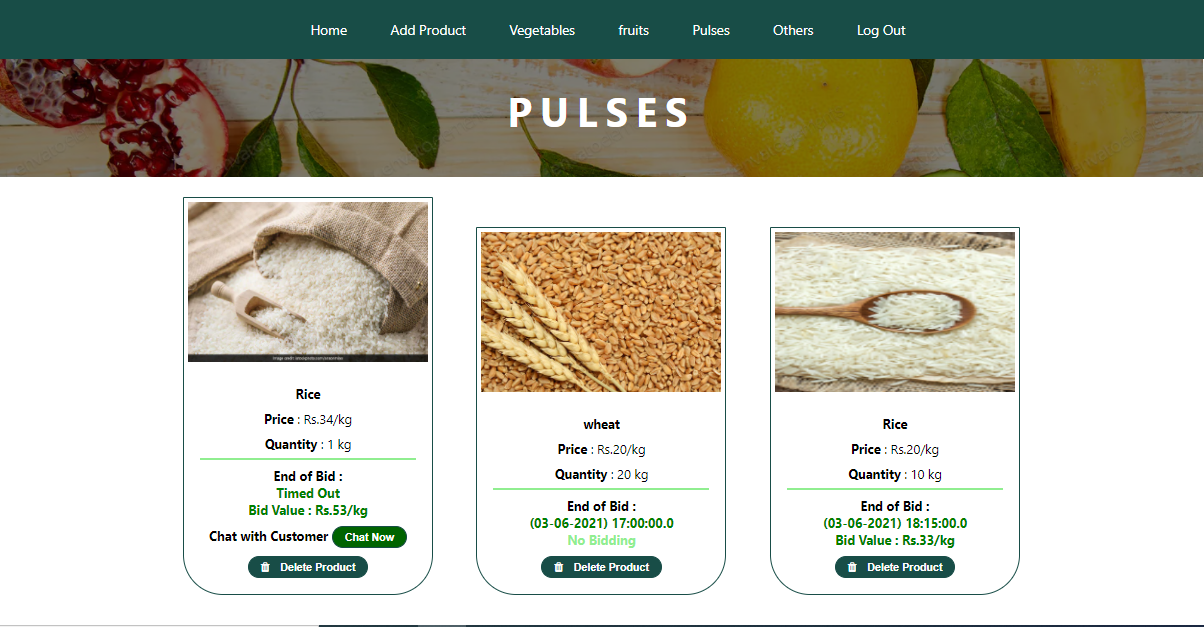 Home Add Product Vegetables fruits Pulses Others Log Out
PULSES
Rice
Price : Rs.34/kg
Quantity : 1 kg
End of Bid :
Timed Out
Bid Value : Rs.53/kg
Chat with Customer Chat Now
Delete Product
wheat
Price : Rs.20/kg
Quantity : 20 kg
End of Bid :
(03-06-2021) 17:00:00.0
No Bidding
Delete Product
Rice
Price : Rs.20/kg
Quantity : 10 kg
End of Bid :
(03-06-2021) 18:15:00.0
Bid Value : Rs.33/kg
Delete Product